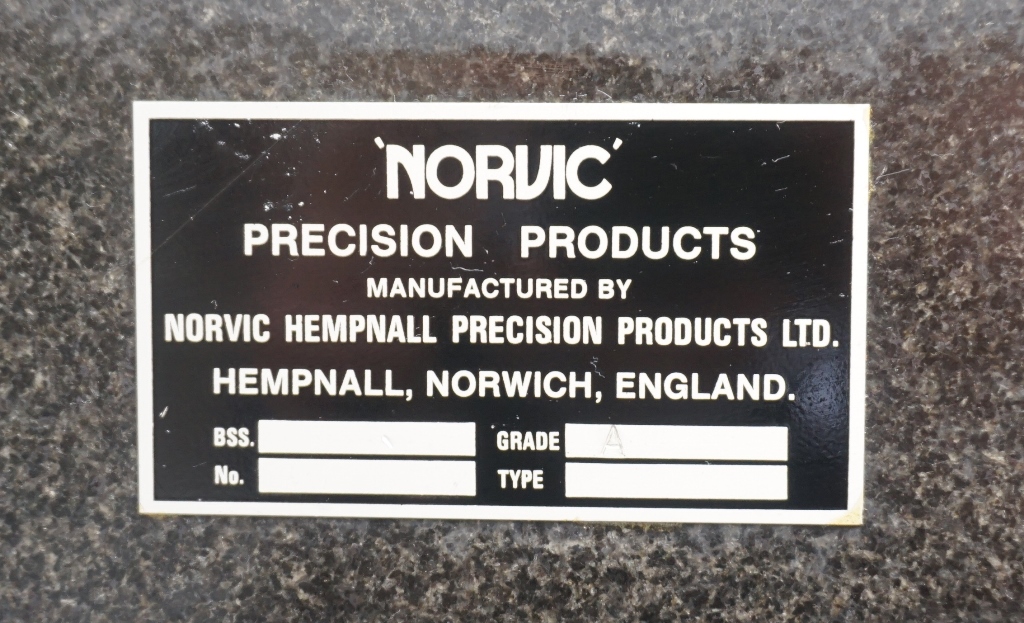 'NORVIC'
PRECISION PRODUCTS
MANUFACTURED BY
NORVIC HEMPNALL PRECISION PRODUCTS LTD.
HEMPNALL, NORWICH, ENGLAND.
BSS. GRADE A
No. TYPE